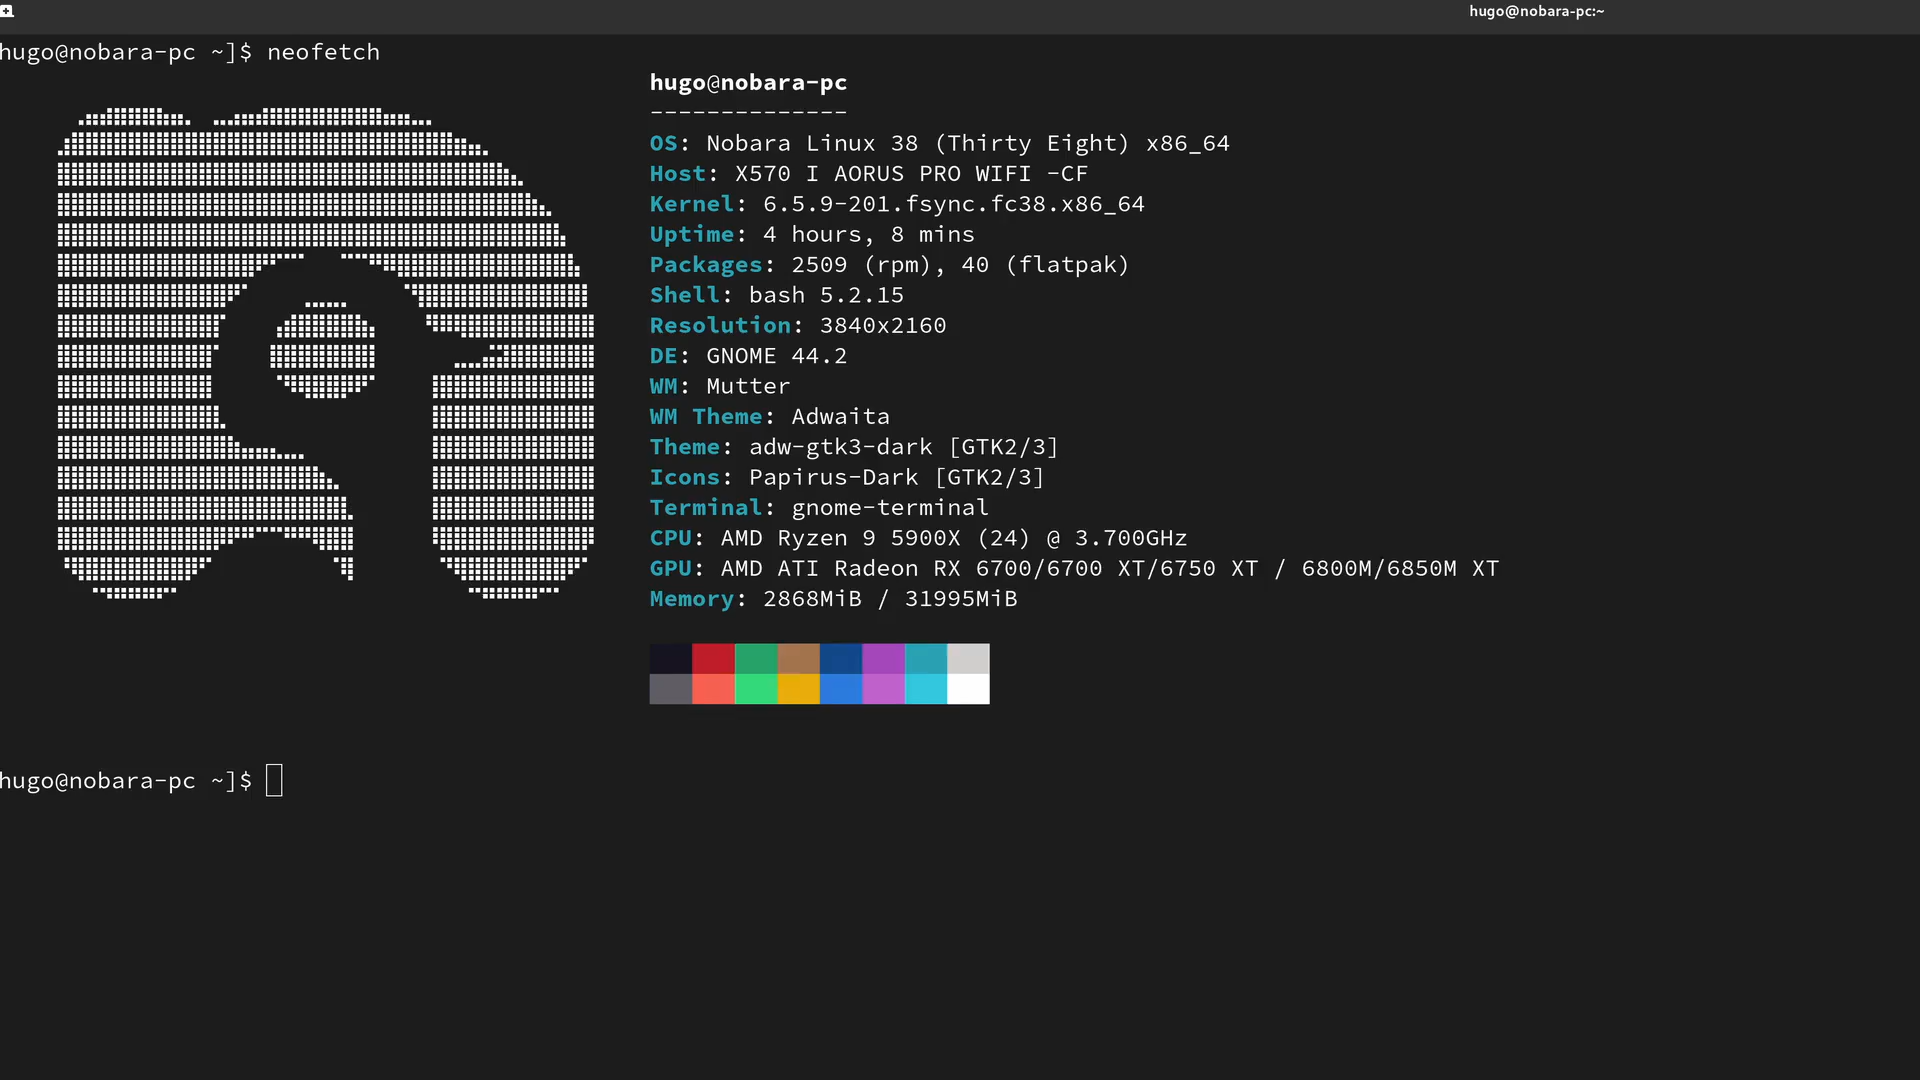 hugo@nobara-pc:~
hugo@nobara-pc ~]$ neofetch
hugo@nobara-pc
--------------
OS: Nobara Linux 38 (Thirty Eight) x86_64
Host: X570 I AORUS PRO WIFI -CF
Kernel: 6.5.9-201.fsync.fc38.x86_64
Uptime: 4 hours, 8 mins
Packages: 2509 (rpm), 40 (flatpak)
Shell: bash 5.2.15
Resolution: 3840x2160
DE: GNOME 44.2
WM: Mutter
WM Theme: Adwaita
Theme: adw-gtk3-dark [GTK2/3]
Icons: Papirus-Dark [GTK2/3]
Terminal: gnome-terminal
CPU: AMD Ryzen 9 5900X (24) @ 3.700GHz
GPU: AMD ATI Radeon RX 6700/6700 XT/6750 XT / 6800M/6850M XT
Memory: 2868MiB / 31995MiB
hugo@nobara-pc ~]$